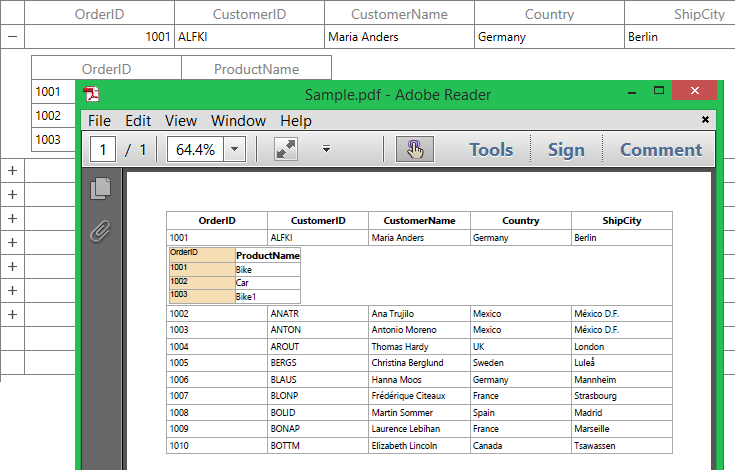 OrderID CustomerID CustomerName Country ShipCity
1001 ALFKI Maria Anders Germany Berlin
OrderID ProductName
1001
1002
1003
Sample.pdf - Adobe Reader
File Edit View Window Help
1 / 1 64.4% Tools Sign Comment
OrderID CustomerID CustomerName Country ShipCity
1001 ALFKI Maria Anders Germany Berlin
OrderID ProductName
1001 Bike
1002 Car
1003 Bike1
1002 ANATR Ana Trujilo Mexico México D.F.
1003 ANTON Antonio Moreno Mexico México D.F.
1004 AROUT Thomas Hardy UK London
1005 BERGS Christina Berglund Sweden Luleå
1006 BLAUS Hanna Moos Germany Mannheim
1007 BLONP Frédérique Citeaux France Strasbourg
1008 BOLID Martin Sommer Spain Madrid
1009 BONAP Laurence Lebihan France Marseille
1010 BOTTM Elizabeth Lincoln Canada Tsawassen